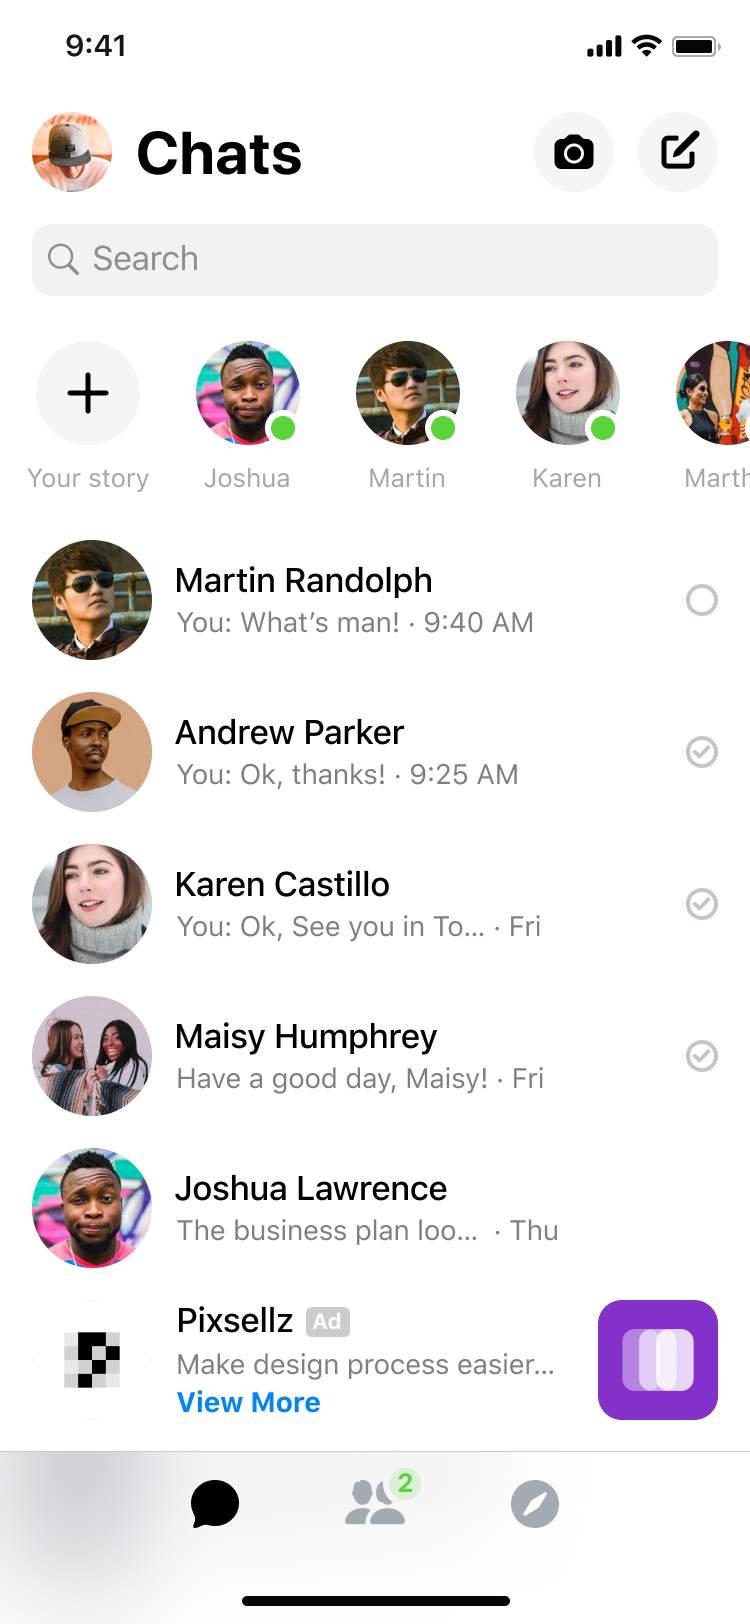 9:41
Chats
Search
Your story
Joshua
Martin
Karen
Marth
Martin Randolph
You: What’s man! · 9:40 AM
Andrew Parker
You: Ok, thanks! · 9:25 AM
Karen Castillo
You: Ok, See you in To... · Fri
Maisy Humphrey
Have a good day, Maisy! · Fri
Joshua Lawrence
The business plan loo... · Thu
Pixsellz Ad
Make design process easier...
View More
2